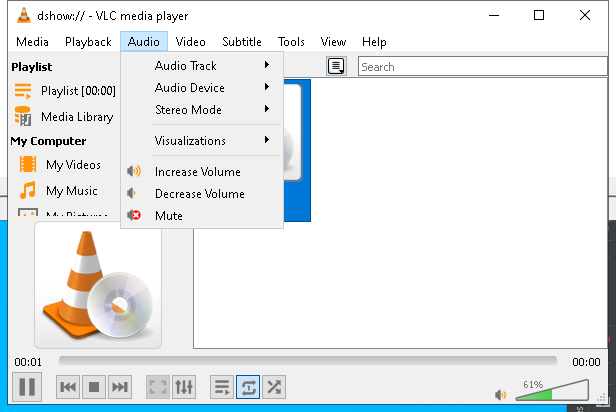 dshow:// - VLC media player
Media Playback Audio Video Subtitle Tools View Help
Playlist
Playlist [00:00]
Media Library
My Computer
My Videos
My Music
My Pictures
Audio Track
Audio Device
Stereo Mode
Visualizations
Increase Volume
Decrease Volume
Mute
Search
00:01
00:00
61%